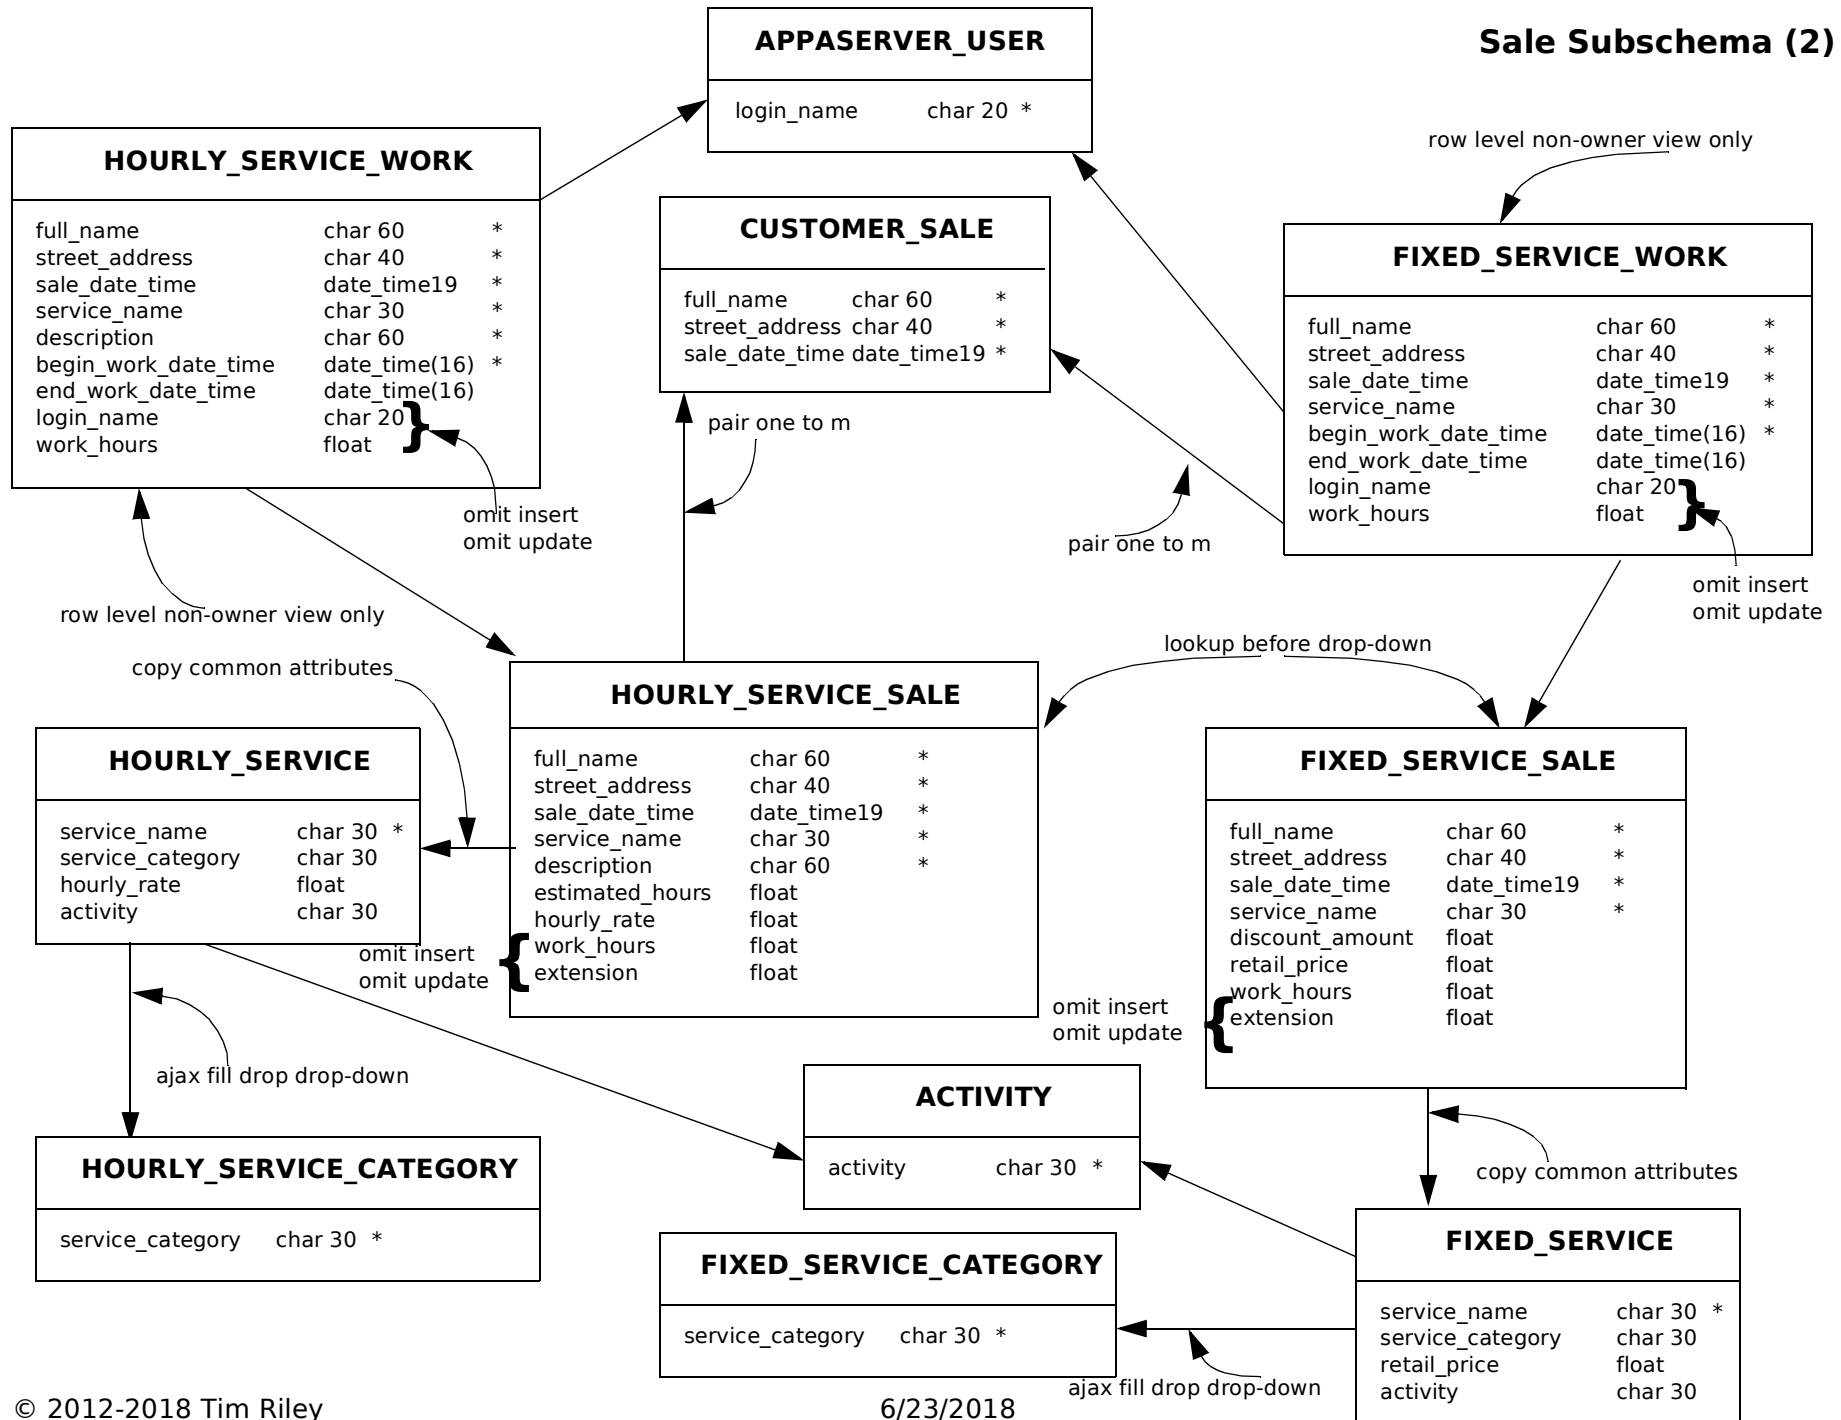 Sale Subschema (2)
APPASERVER_USER
login_name char 20 *
HOURLY_SERVICE_WORK
full_name char 60 *
street_address char 40 *
sale_date_time date_time19 *
service_name char 30 *
description char 60 *
begin_work_date_time date_time(16) *
end_work_date_time date_time(16)
login_name char 20
work_hours float
}
omit insert
omit update
row level non-owner view only
CUSTOMER_SALE
full_name char 60 *
street_address char 40 *
sale_date_time date_time19 *
pair one to m
pair one to m
row level non-owner view only
FIXED_SERVICE_WORK
full_name char 60 *
street_address char 40 *
sale_date_time date_time19 *
service_name char 30 *
begin_work_date_time date_time(16) *
end_work_date_time date_time(16)
login_name char 20
work_hours float
}
omit insert
omit update
lookup before drop-down
copy common attributes
HOURLY_SERVICE
service_name char 30 *
service_category char 30
hourly_rate float
activity char 30
HOURLY_SERVICE_SALE
full_name char 60 *
street_address char 40 *
sale_date_time date_time19 *
service_name char 30 *
description char 60 *
estimated_hours float
hourly_rate float
work_hours float
extension float
omit insert
omit update
{
FIXED_SERVICE_SALE
full_name char 60 *
street_address char 40 *
sale_date_time date_time19 *
service_name char 30 *
discount_amount float
retail_price float
work_hours float
extension float
omit insert
omit update
{
ajax fill drop drop-down
ACTIVITY
activity char 30 *
copy common attributes
HOURLY_SERVICE_CATEGORY
service_category char 30 *
FIXED_SERVICE_CATEGORY
service_category char 30 *
FIXED_SERVICE
service_name char 30 *
service_category char 30
retail_price float
activity char 30
ajax fill drop drop-down
© 2012-2018 Tim Riley
6/23/2018